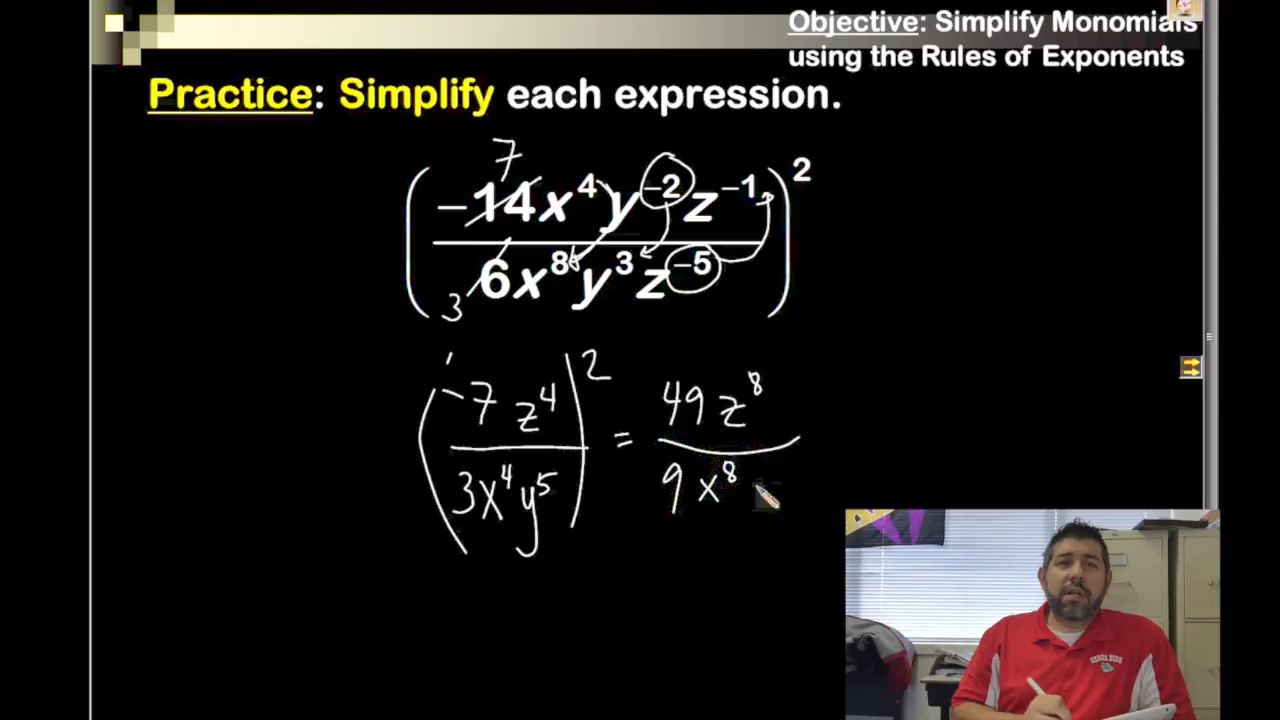 Objective: Simplify Monomials
using the Rules of Exponents
Practice: Simplify each expression.
7
(−14x⁴y⁻²z⁻¹)²
6x⁸y³z⁻⁵
3
(−7z⁴)² = 49z⁸
3x⁴y⁵ 9x⁸